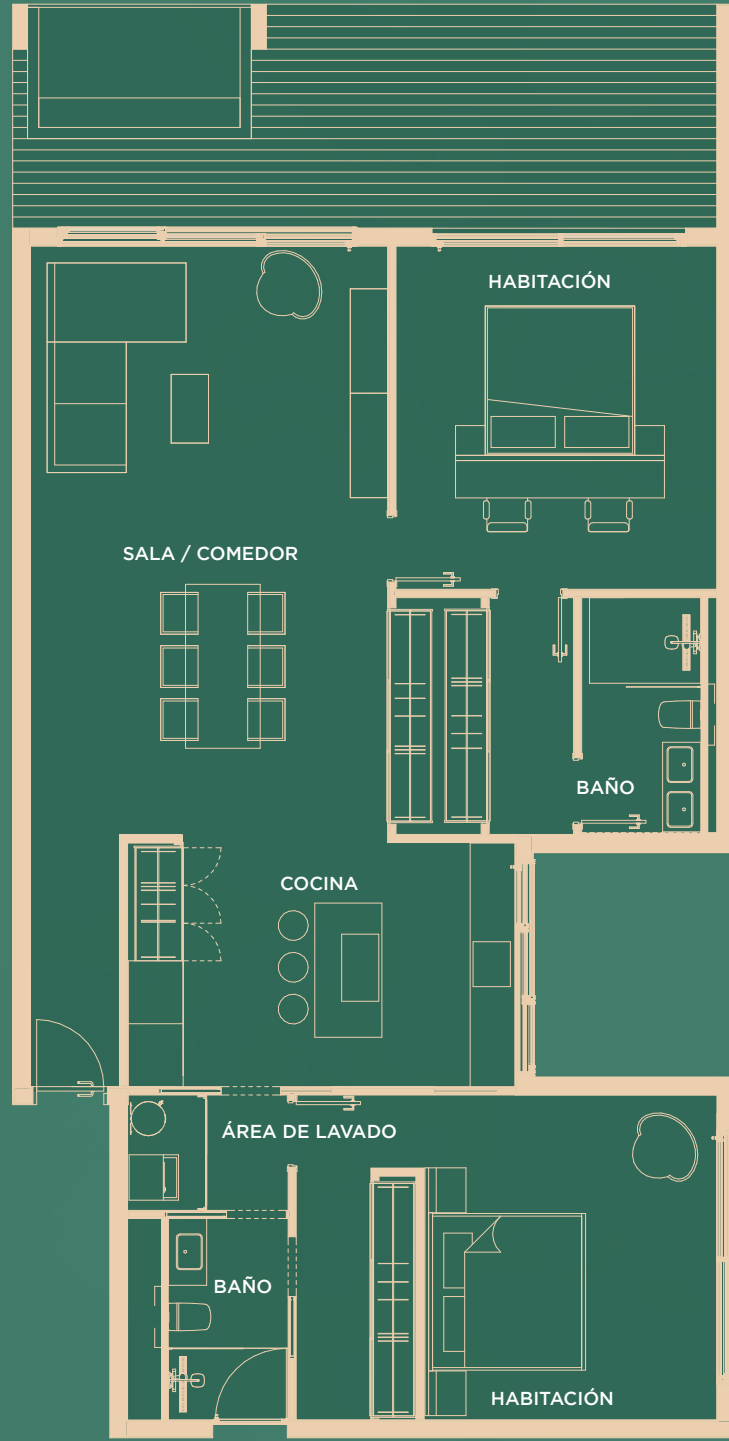 HABITACIÓN
SALA / COMEDOR
BAÑO
COCINA
ÁREA DE LAVADO
BAÑO
HABITACIÓN